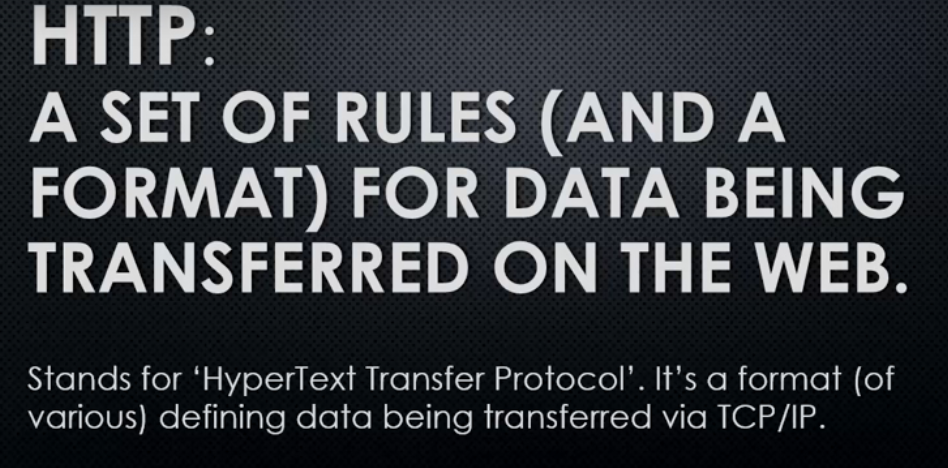 HTTP:
A SET OF RULES (AND A
FORMAT) FOR DATA BEING
TRANSFERRED ON THE WEB.
Stands for ‘HyperText Transfer Protocol’. It’s a format (of
various) defining data being transferred via TCP/IP.